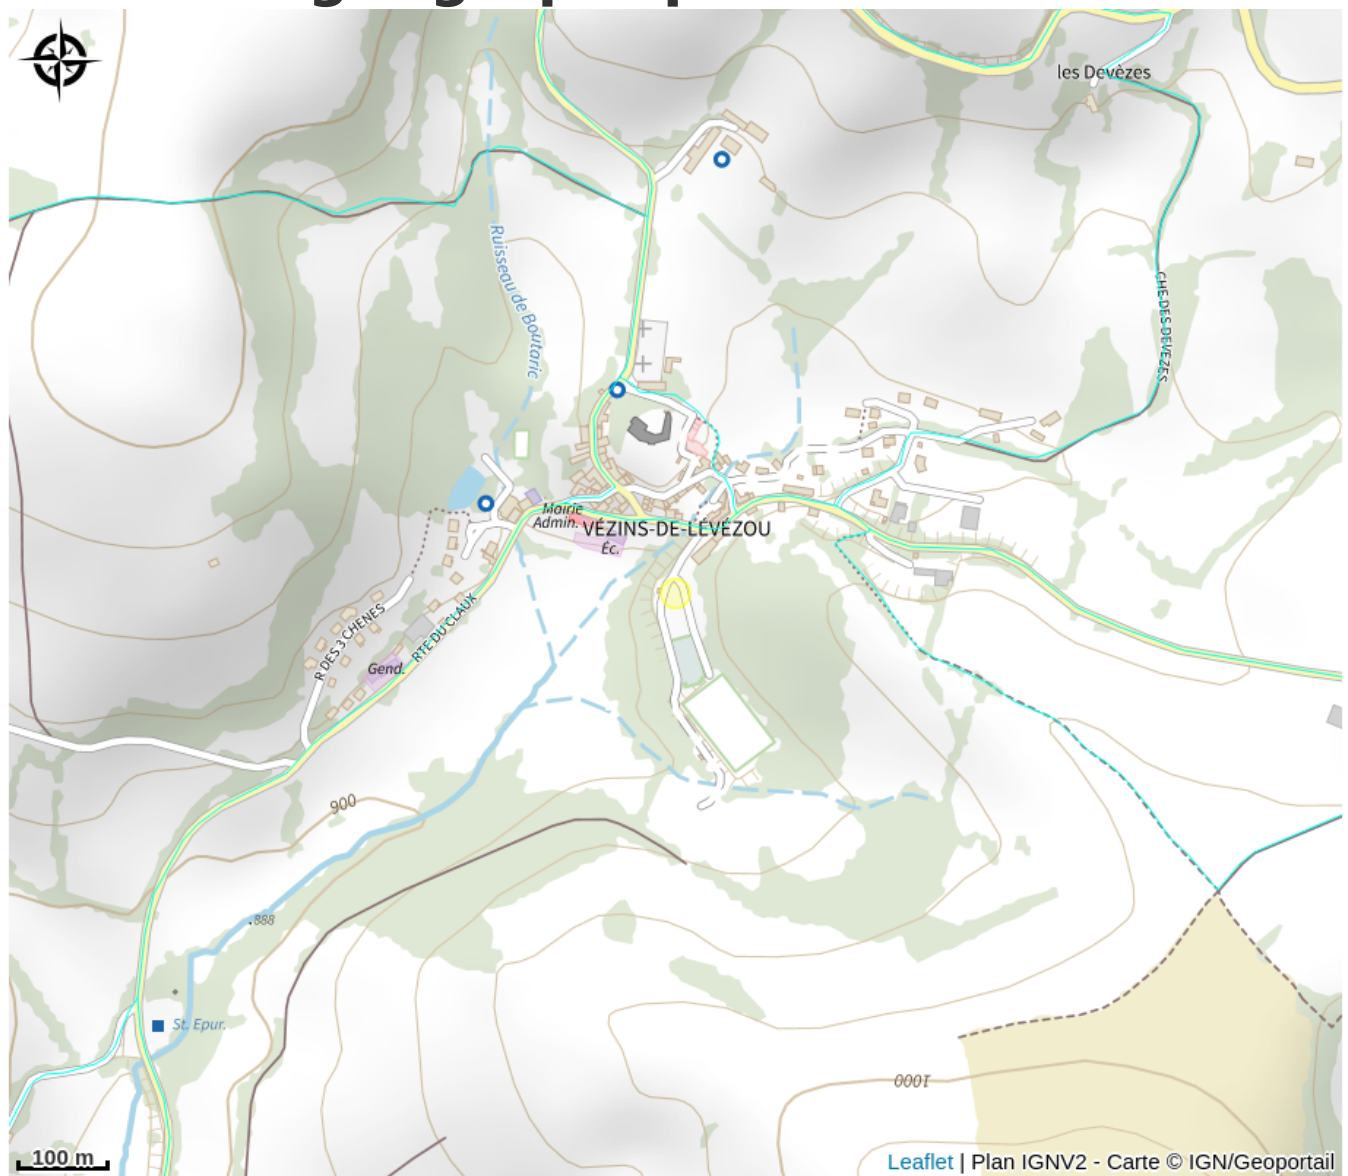 les Devèzes
Ruisseau de Boutaric
CHE DES DEVEZES
Mairie
Admin.
VÉZINS-DE-LÉVÉZOU
Éc.
R DES 3 CHENES
RTE DU CLAUX
Gend.
900
888
St. Epur.
1000
100 m
Leaflet | Plan IGNV2 - Carte © IGN/Geoportail